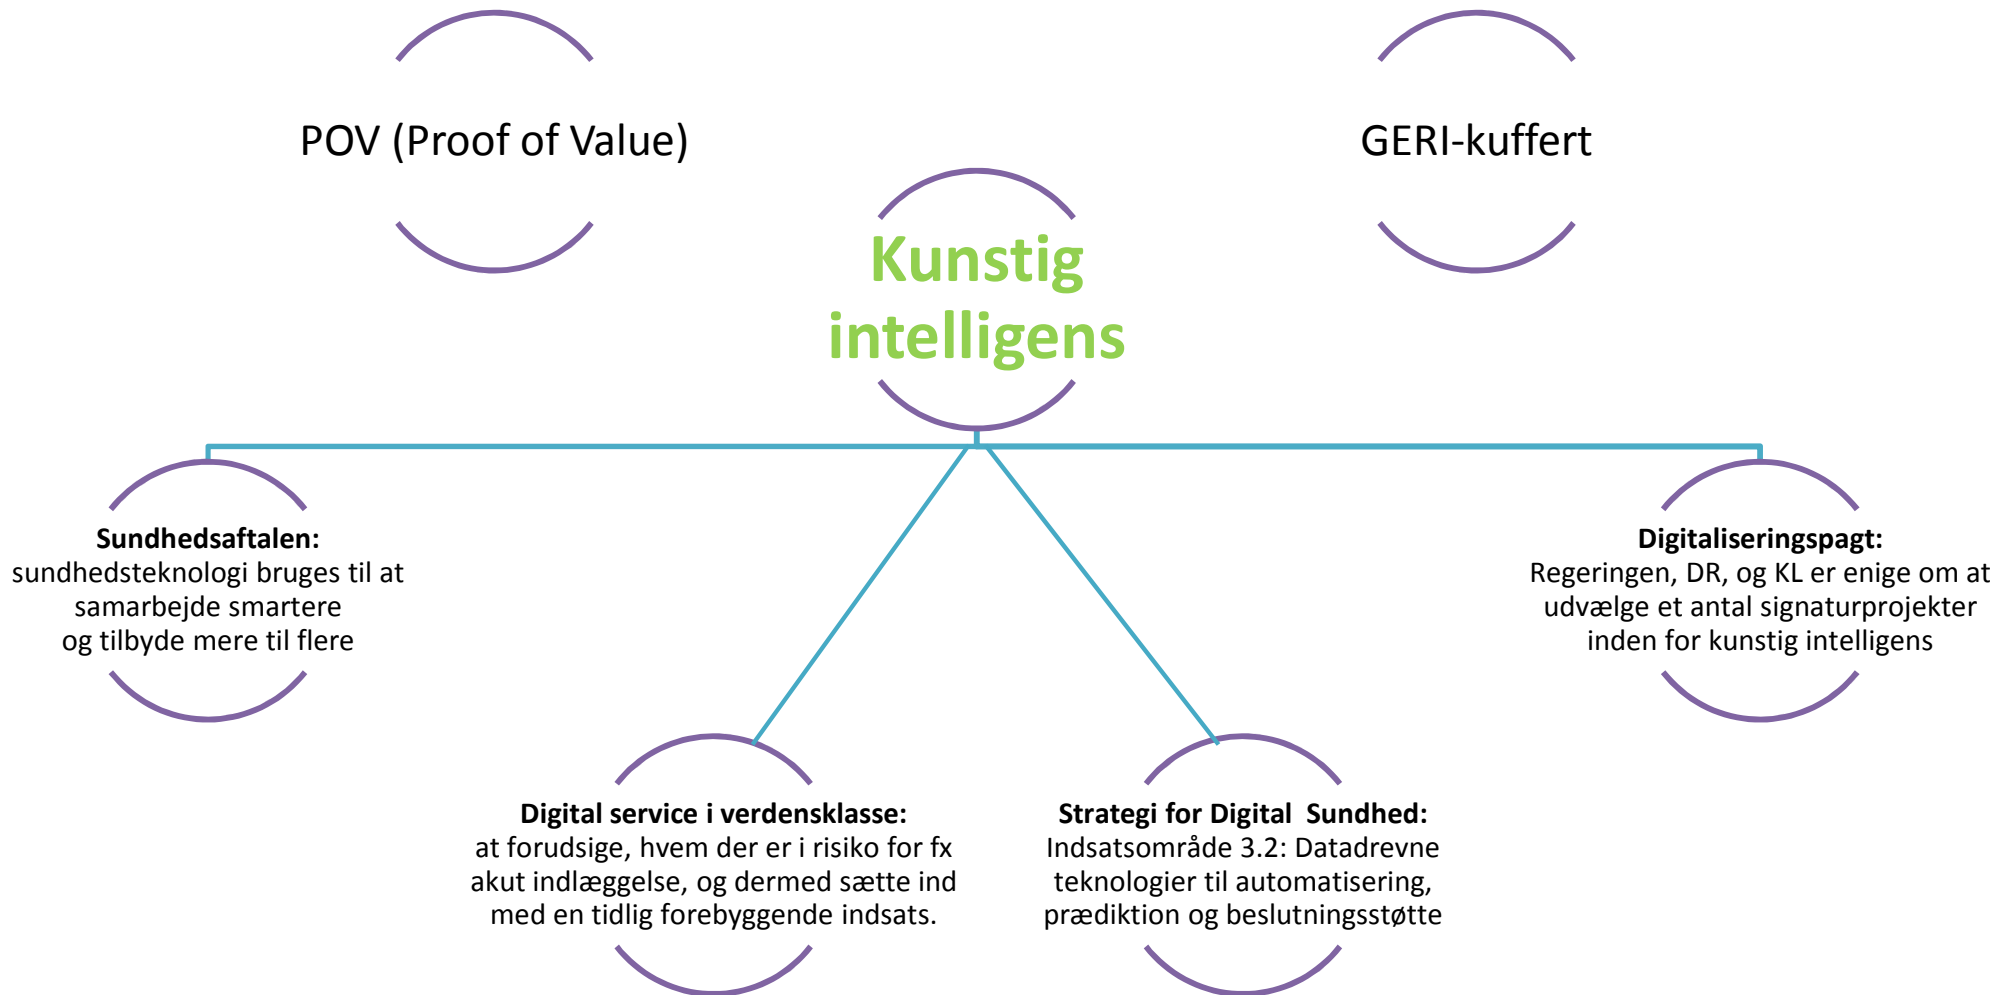 POV (Proof of Value)
GERI-kuffert
Kunstig
intelligens
Sundhedsaftalen:
sundhedsteknologi bruges til at
samarbejde smartere
og tilbyde mere til flere
Digitaliseringspagt:
Regeringen, DR, og KL er enige om at
udvælge et antal signaturprojekter
inden for kunstig intelligens
Digital service i verdensklasse:
at forudsige, hvem der er i risiko for fx
akut indlæggelse, og dermed sætte ind
med en tidlig forebyggende indsats.
Strategi for Digital  Sundhed:
Indsatsområde 3.2: Datadrevne
teknologier til automatisering,
prædiktion og beslutningsstøtte